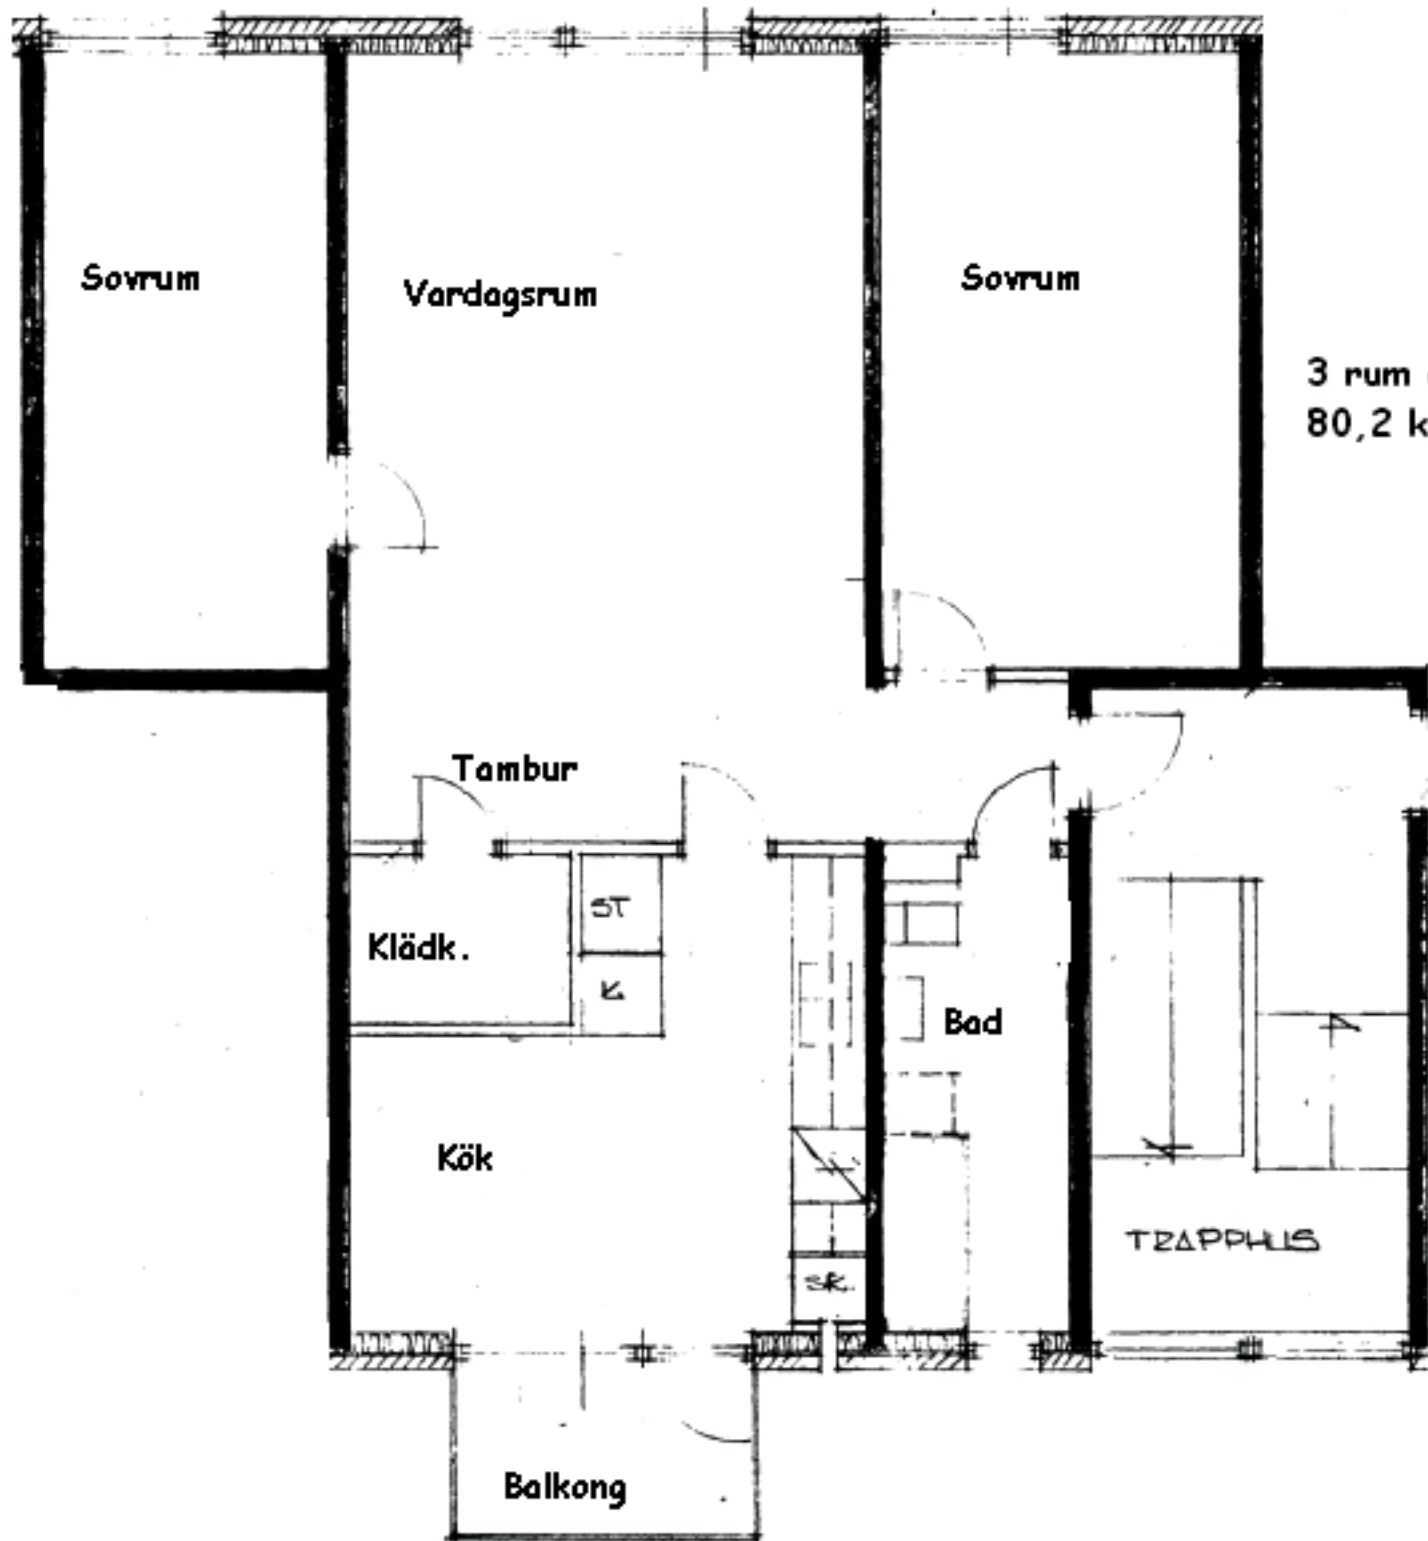 Sovrum
Vardagsrum
Sovrum
3 rum
80,2 k
Tambur
ST
Klädk.
K
Bad
Kök
TRAPPHUS
SK.
Balkong